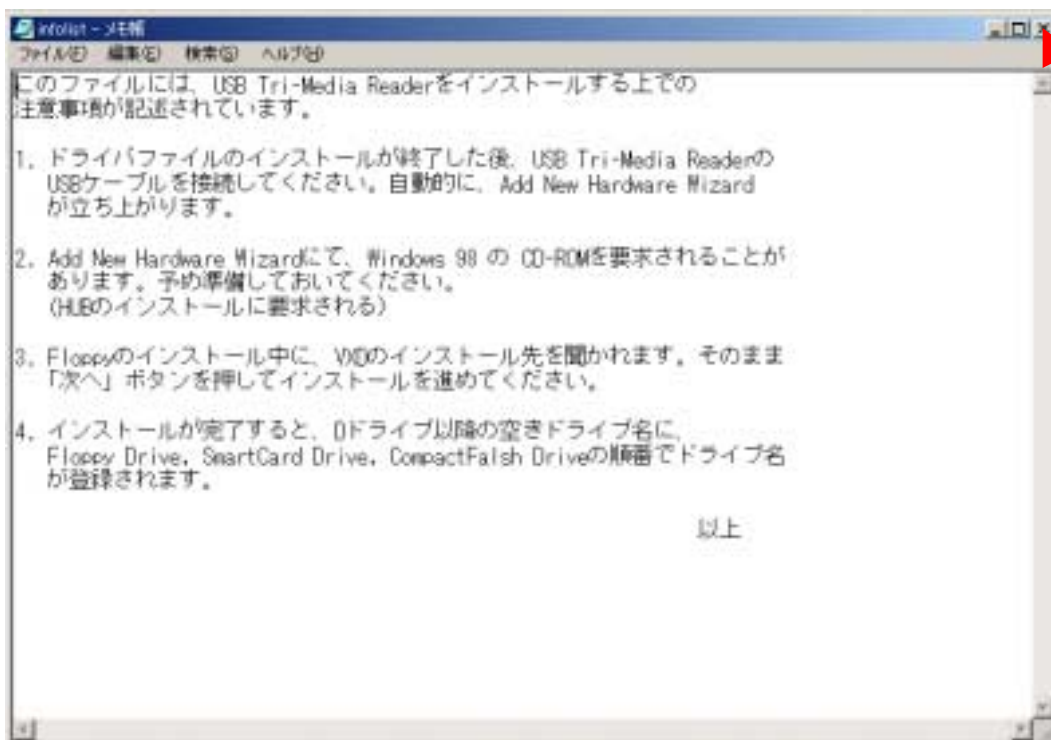 infolist - メモ帳
ファイル(F) 編集(E) 検索(S) ヘルプ(H)
このファイルには、USB Tri-Media Readerをインストールする上での
注意事項が記述されています。
1. ドライバファイルのインストールが終了した後、USB Tri-Media Readerの
USBケーブルを接続してください。自動的に、Add New Hardware Wizard
が立ち上がります。
2. Add New Hardware Wizardにて、Windows 98 の CD-ROMを要求されることが
あります。予め準備しておいてください。
(HUBのインストールに要求される)
3. Floppyのインストール中に、VXDのインストール先を聞かれます。そのまま
「次へ」ボタンを押してインストールを進めてください。
4. インストールが完了すると、Dドライブ以降の空きドライブ名に、
Floppy Drive, SmartCard Drive, CompactFalsh Driveの順番でドライブ名
が登録されます。
以上